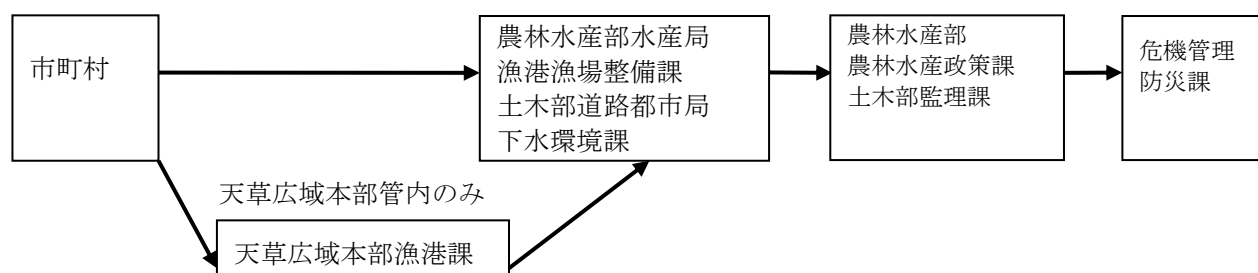 市町村
農林水産部水産局
漁港漁場整備課
土木部道路都市局
下水環境課
農林水産部
農林水産政策課
土木部監理課
危機管理
防災課
天草広域本部管内のみ
天草広域本部漁港課